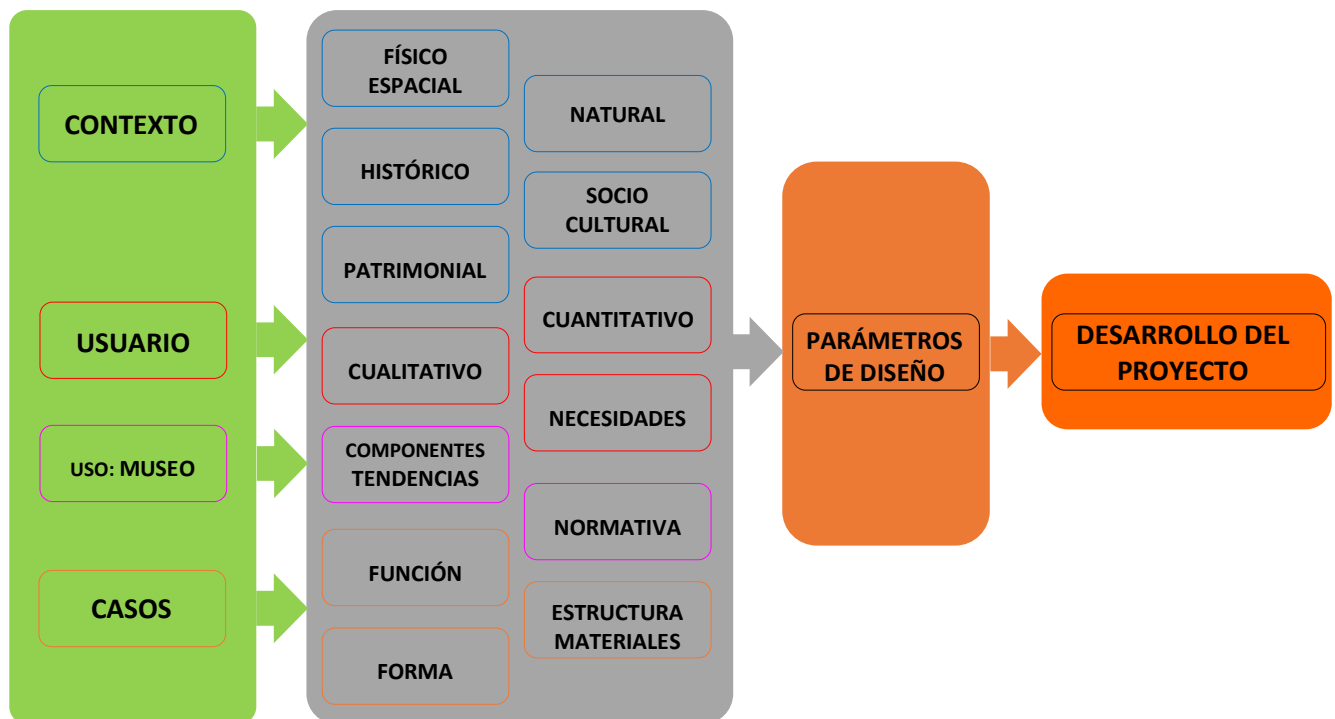 CONTEXTO
USUARIO
USO: MUSEO
CASOS
FÍSICO
ESPACIAL
HISTÓRICO
PATRIMONIAL
CUALITATIVO
COMPONENTES
TENDENCIAS
FUNCIÓN
FORMA
NATURAL
SOCIO
CULTURAL
CUANTITATIVO
NECESIDADES
NORMATIVA
ESTRUCTURA
MATERIALES
PARÁMETROS
DE DISEÑO
DESARROLLO DEL
PROYECTO